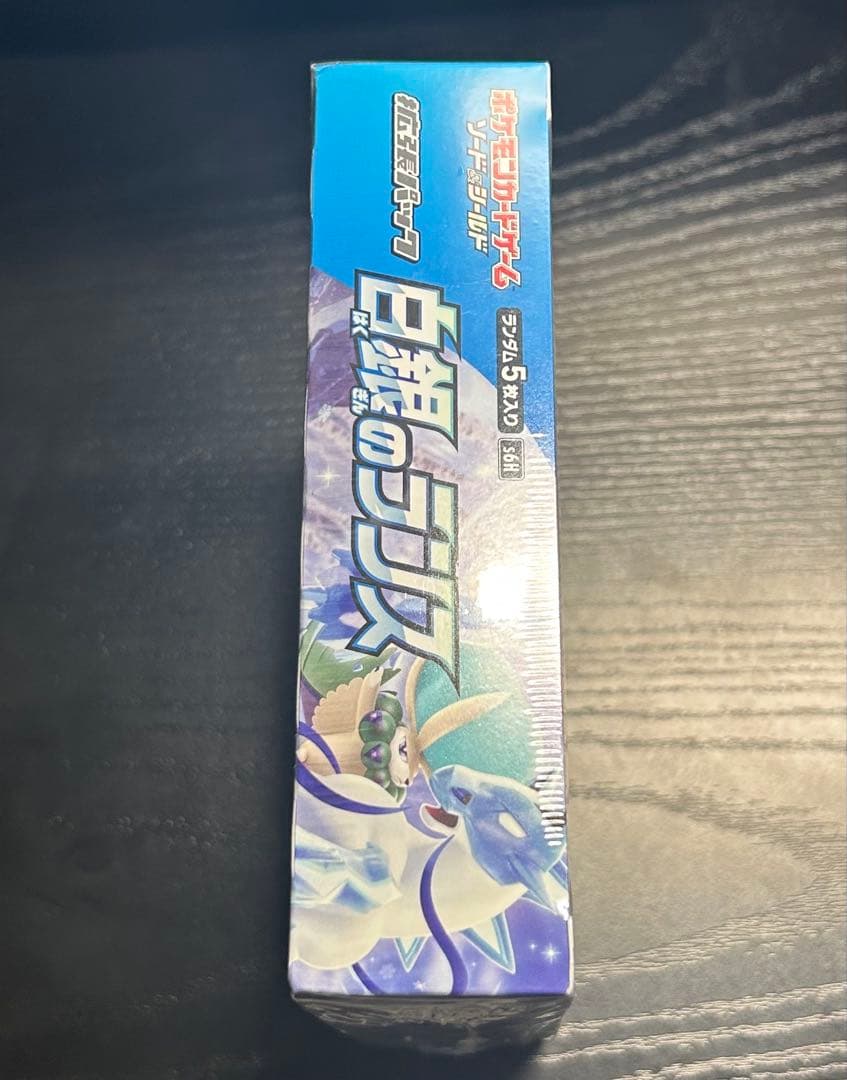 ポケモンカードゲーム
ソード&シールド
拡張パック
ランダム5枚入り
s6H
白銀のランス
はく ぎん